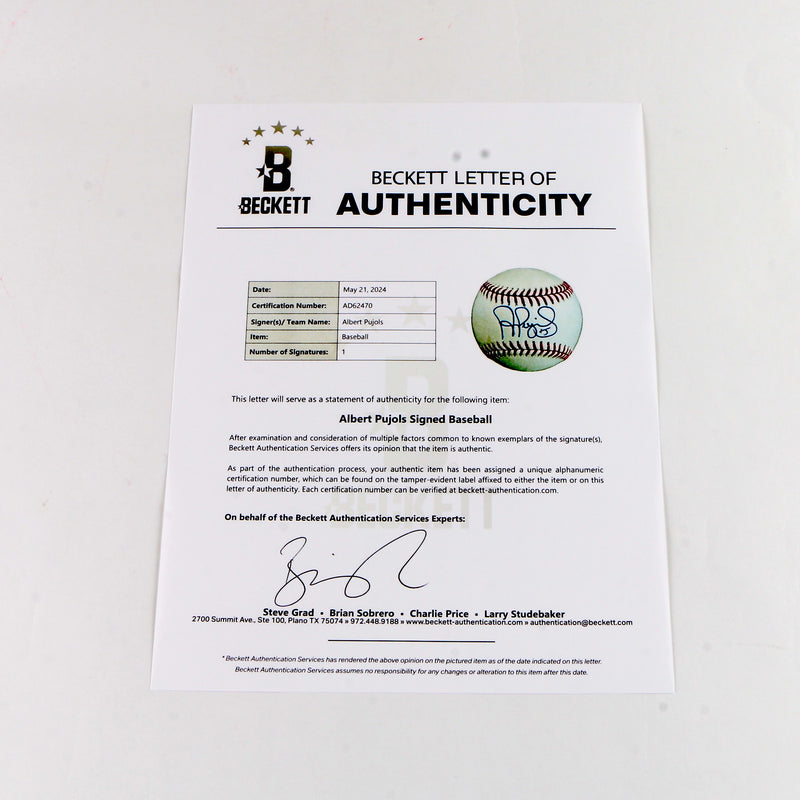 B
BECKETT
BECKETT LETTER OF
AUTHENTICITY
Date: May 21, 2024
Certification Number: AD62470
Signer(s)/ Team Name: Albert Pujols
Item: Baseball
Number of Signatures: 1
This letter will serve as a statement of authenticity for the following item:
Albert Pujols Signed Baseball
After examination and consideration of multiple factors common to known exemplars of the signature(s),
Beckett Authentication Services offers its opinion that the item is authentic.
As part of the authentication process, your authentic item has been assigned a unique alphanumeric
certification number, which can be found on the tamper-evident label affixed to either the item or on this
letter of authenticity. Each certification number can be verified at beckett-authentication.com.
BECKETT
On behalf of the Beckett Authentication Services Experts:
Steve Grad • Brian Sobrero • Charlie Price • Larry Studebaker
2700 Summit Ave., Ste 100, Plano TX 75074 » 972.448.9188 » www.beckett-authentication.com » authentication@beckett.com
* Beckett Authentication Services has rendered the above opinion on the pictured item as of the date indicated on this letter.
Beckett Authentication Services assumes no responsibility for any changes or alteration to this item after this date.